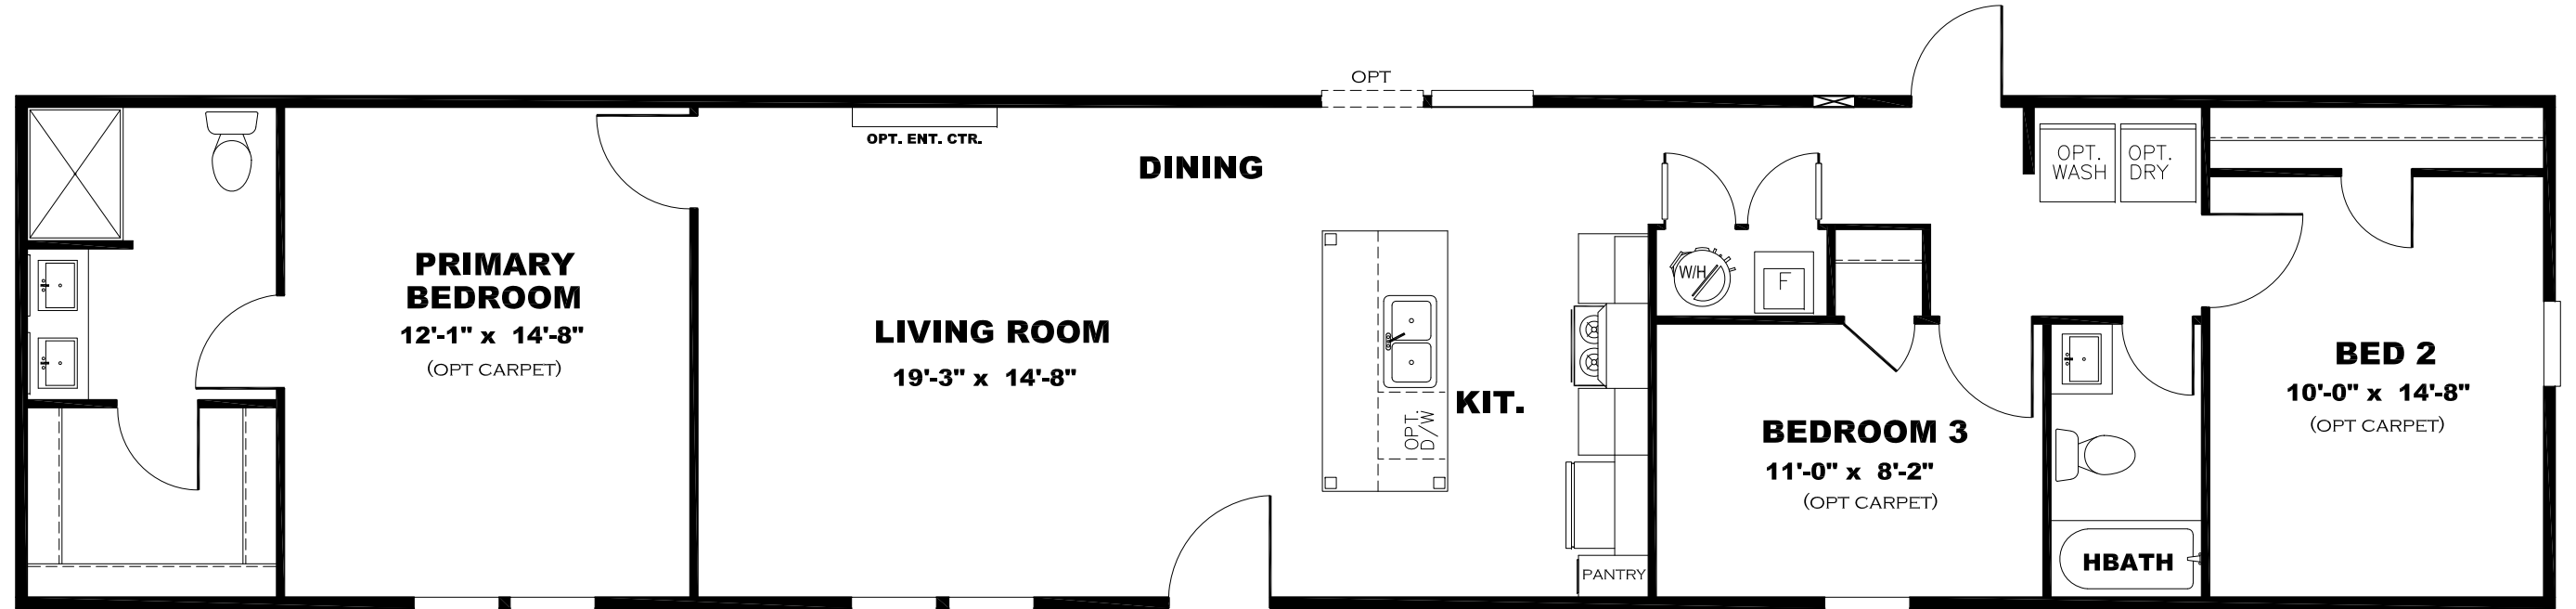 OPT
OPT. ENT. CTR.
DINING
OPT.
WASH
OPT.
DRY
PRIMARY
BEDROOM
12'-1" x 14'-8"
(OPT CARPET)
LIVING ROOM
19'-3" x 14'-8"
W/H
F
KIT.
OPT.
D/W.
BED 2
10'-0" x 14'-8"
(OPT CARPET)
BEDROOM 3
11'-0" x 8'-2"
(OPT CARPET)
PANTRY
HBATH